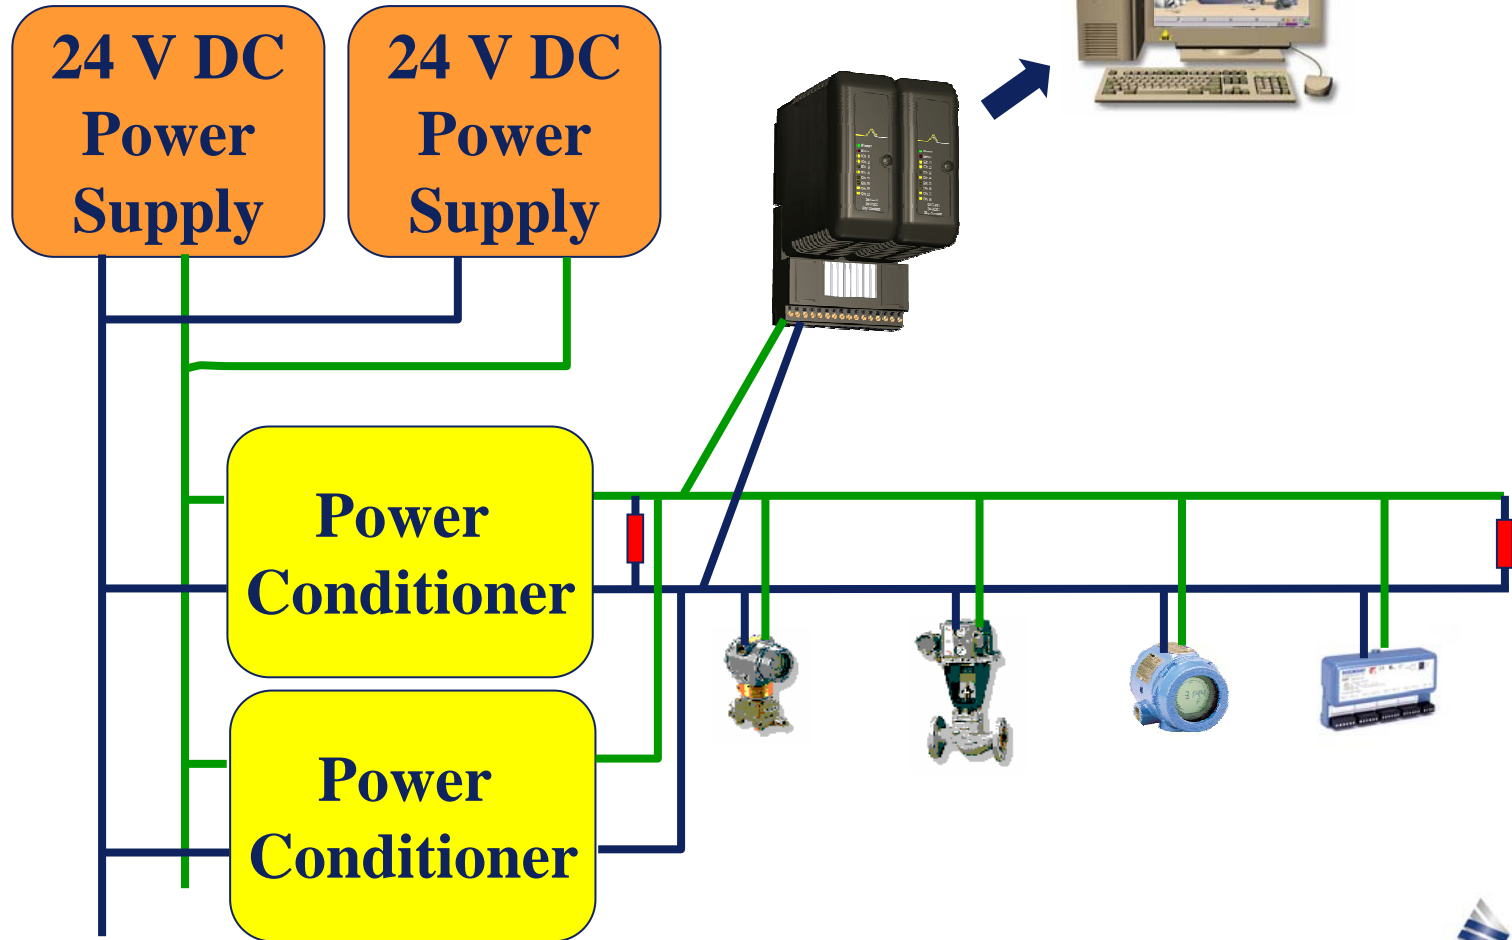 24 V DC
Power
Supply
24 V DC
Power
Supply
Power
Conditioner
Power
Conditioner